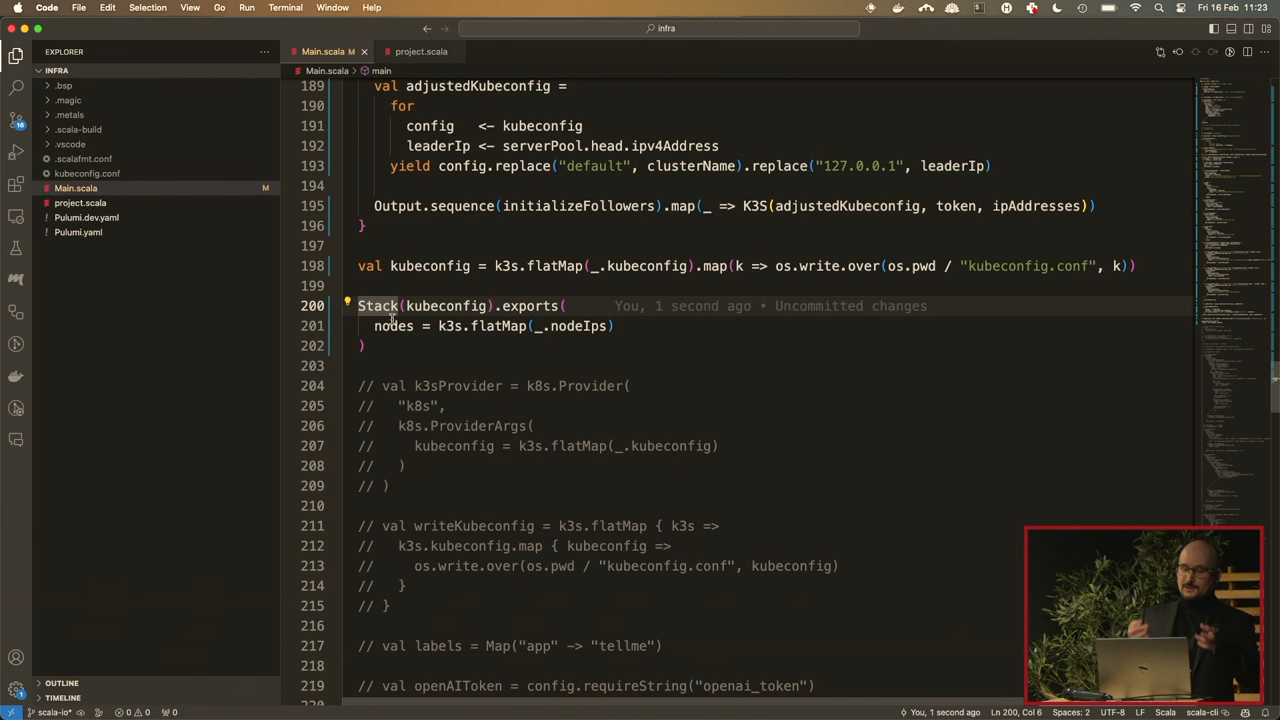 Code File Edit Selection View Go Run Terminal Window Help
Fri 16 Feb 11:23
infra
EXPLORER
INFRA
.bsp
.magic
.metals
.scala-build
.vscode
.scalafmt.conf
kubeconfig.conf
Main.scala M
project.scala
Pulumi.dev.yaml
Pulumi.yaml
OUTLINE
TIMELINE
Main.scala M
project.scala
Main.scala > main
189 val adjustedKubeconfig =
190 for
191 config <-
192 leaderIp <- .head.ipv4Address
193 yield config. ("default", clusterName).replace("127.0.0.1", leaderIp)
194
195 Output.sequence( ).map(_ => K3S(adjustedKubeconfig, token, ipAddresses))
196 }
197
198 val kubeconfig = k3s. (_.kubeconfig).map(k => (os.pwd / "kubeconfig.conf", k))
199
200 Stack(kubeconfig).exports( You, 1 second ago • Uncommitted changes
201 nodes = k3s.flatMap(_.nodeIps)
202 )
203
204 // val k3sProvider = k8s.Provider(
205 // "k8s",
206 // k8s.ProviderArgs(
207 // kubeconfig = k3s.flatMap(_.kubeconfig)
208 // )
209 // )
210
211 // val writeKubeconfig = k3s.flatMap { k3s =>
212 // k3s.kubeconfig.map { kubeconfig =>
213 // os.write.over(os.pwd / "kubeconfig.conf", kubeconfig)
214 // }
215 // }
216
217 // val labels = Map("app" -> "tellme")
218
219 // val openAIToken = config.requireString("openai_token")
220
16
1
scala-io*
0 0 0
You, 1 second ago Ln 200, Col 6 Spaces: 2 UTF-8 LF Scala scala-cli